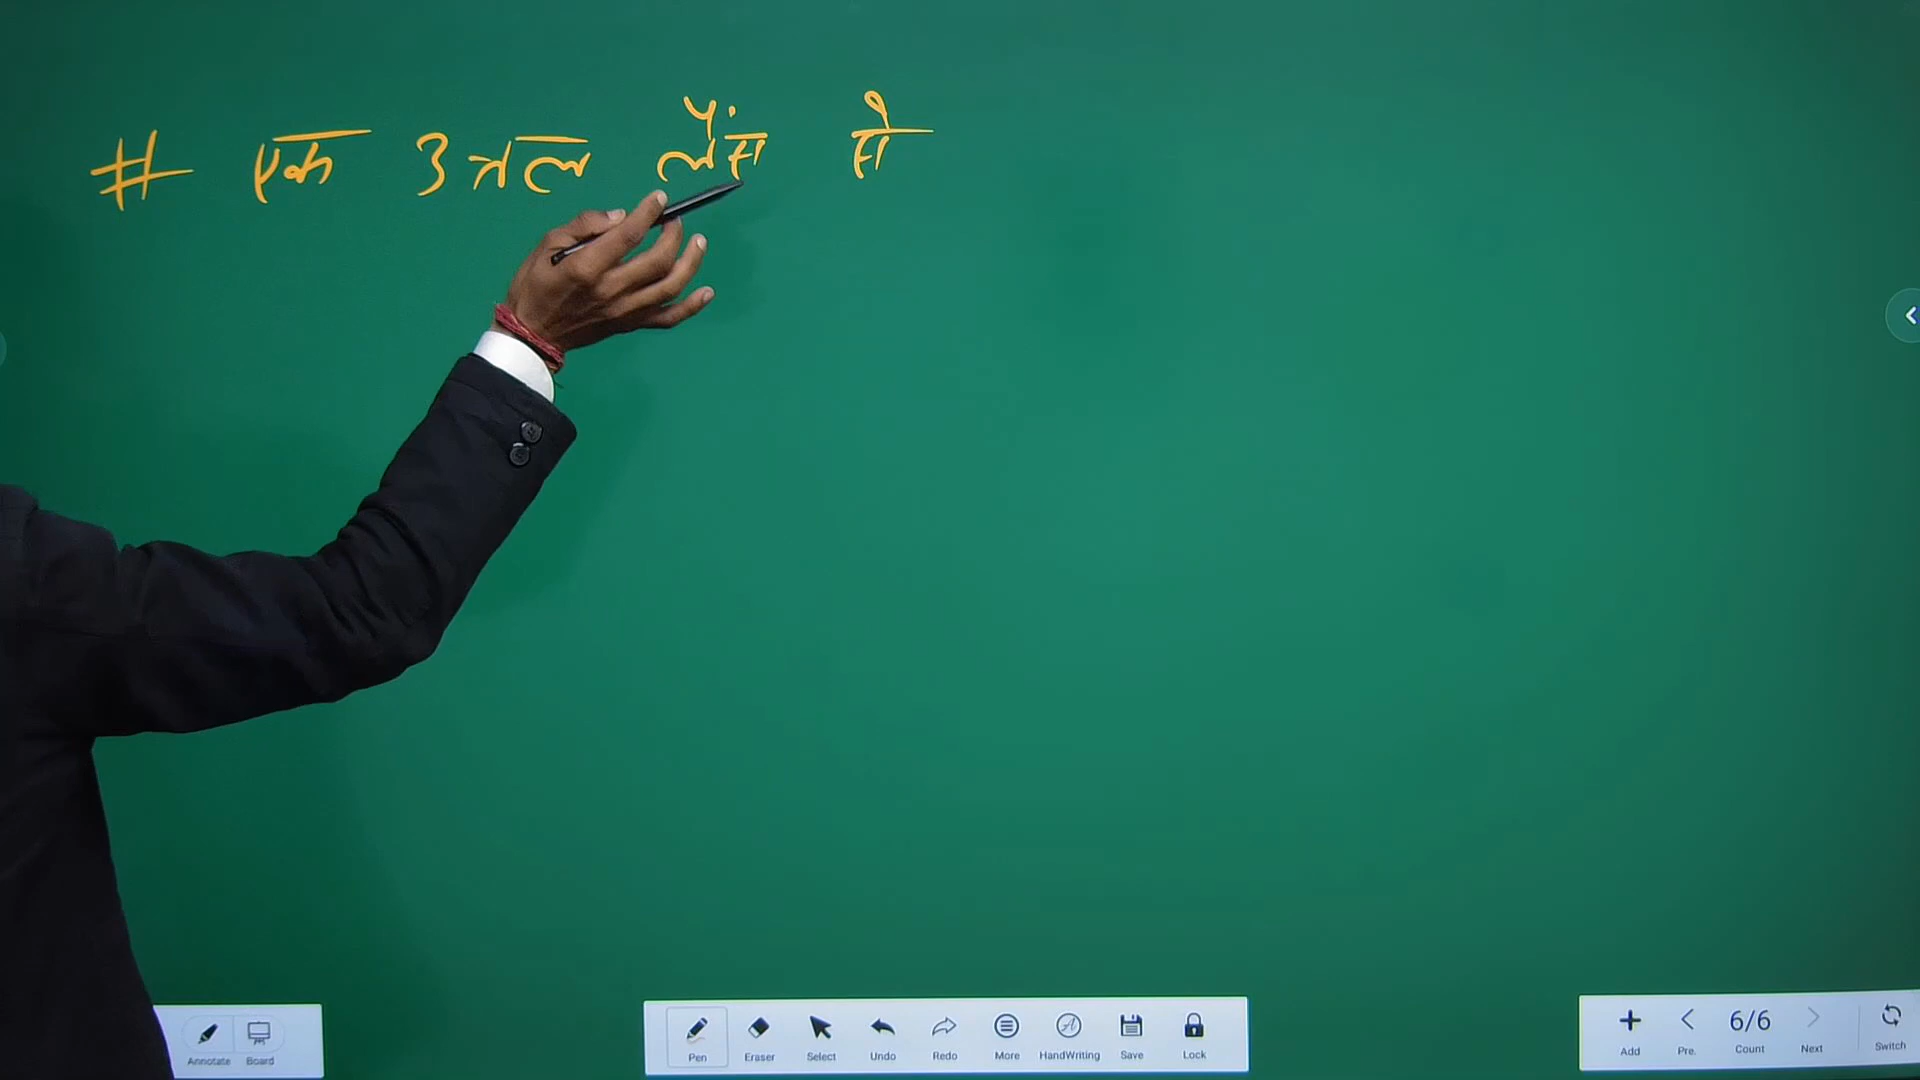 # एक उत्तल लेंस से
Annotate Board
Pen Eraser Select Undo Redo More HandWriting Save Lock
6/6
Add Pre. Count Next Switch